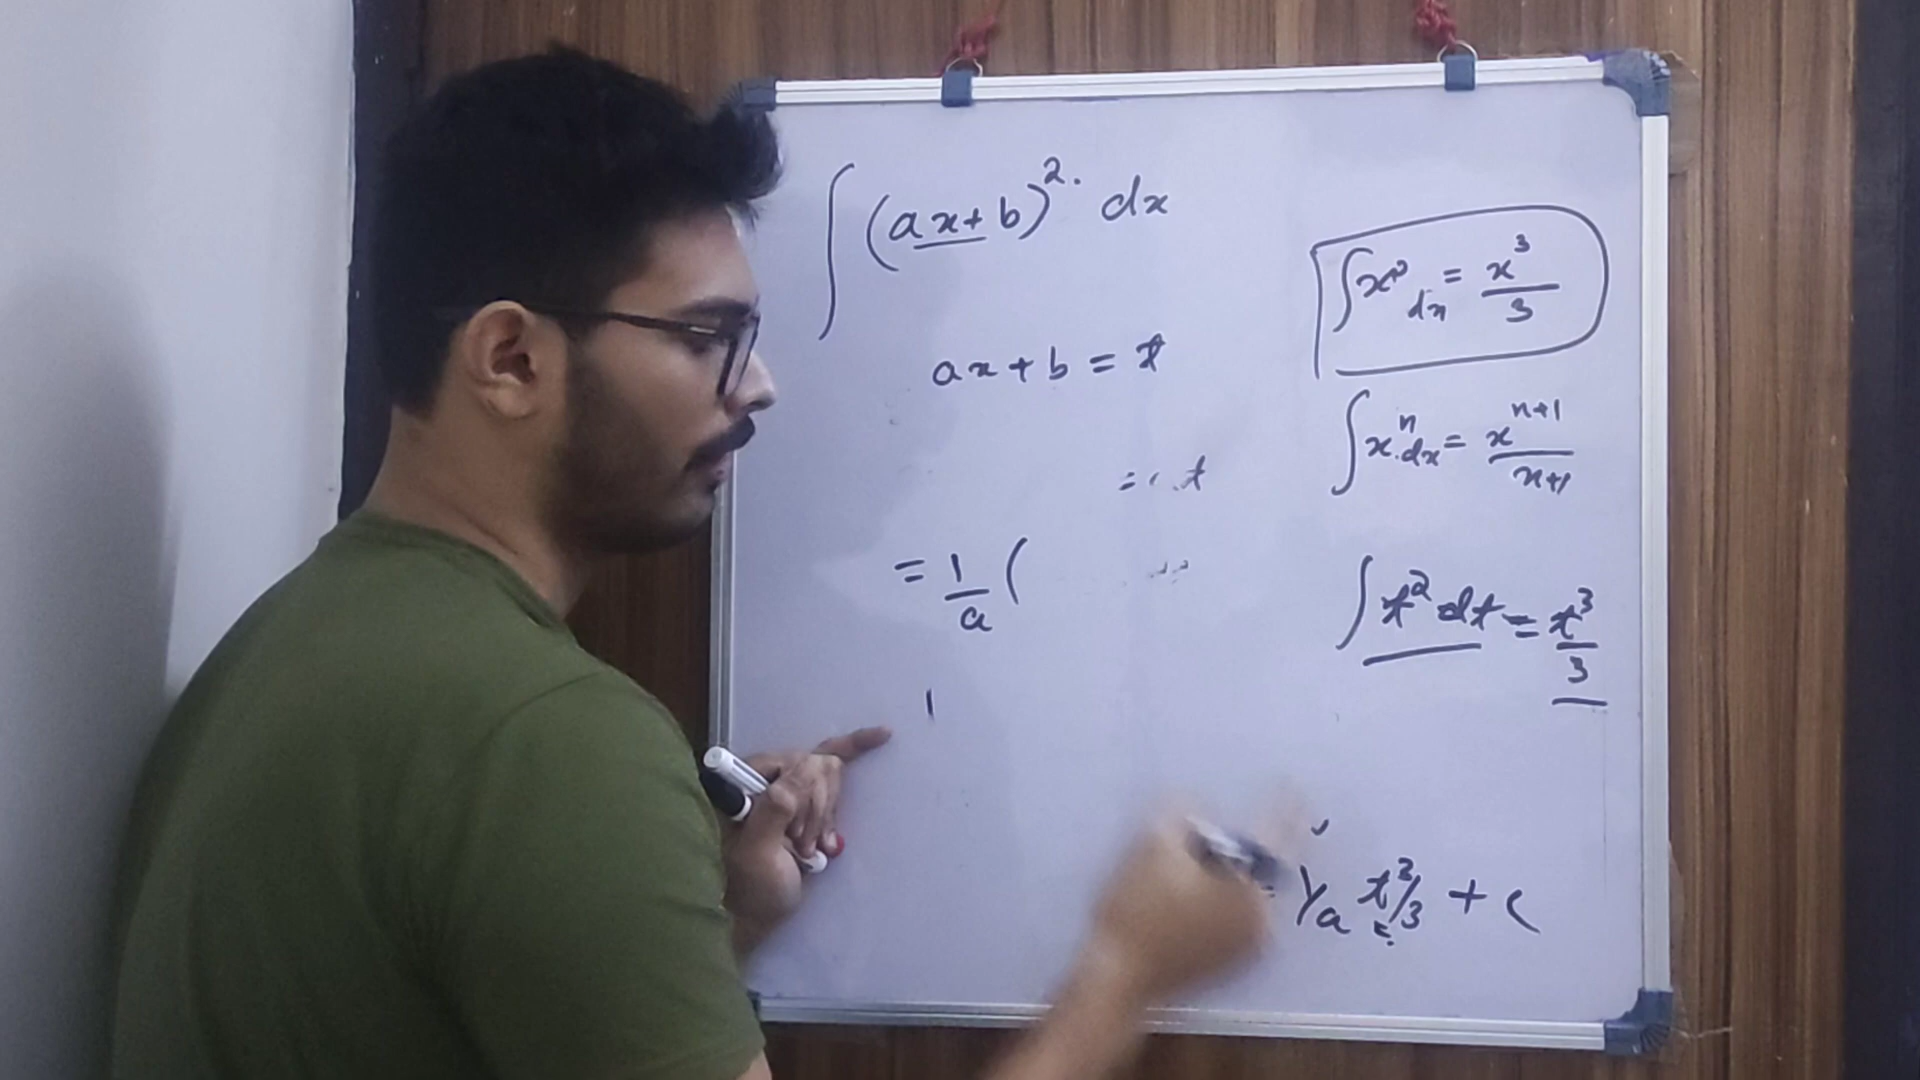 ∫(ax+b)² . dx
ax+b = t
= t
= 1/a (
1
∫x dx = x³/3
∫xⁿ.dx = xⁿ⁺¹/n+1
∫t² dt = t³/3
1/a t³/3 + c